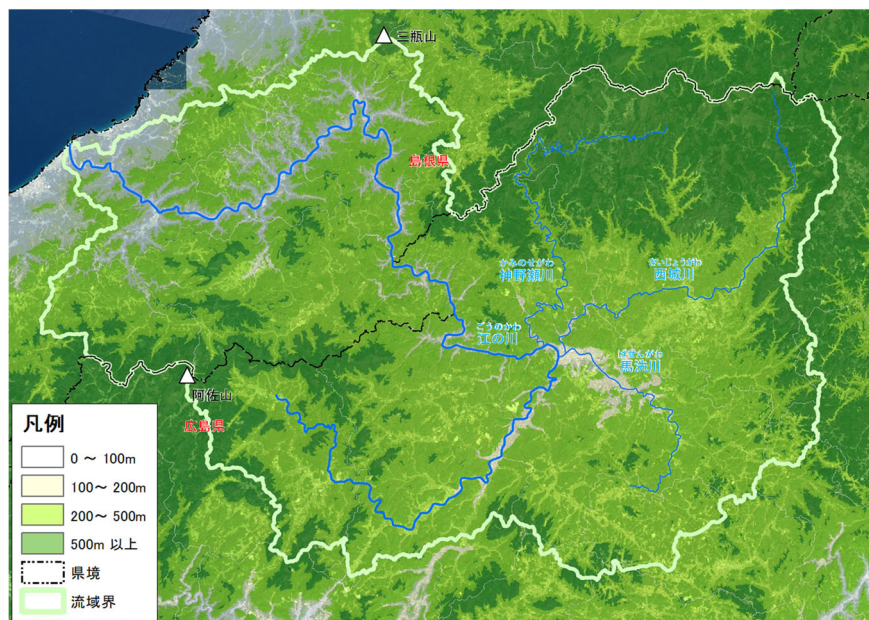 三瓶山
島根県
かんのせがわ
神野瀬川
さいじょうがわ
西城川
ごうのかわ
江の川
ばせんがわ
馬洗川
阿佐山
広島県
凡例
0 ～ 100m
100～ 200m
200～ 500m
500m 以上
県境
流域界